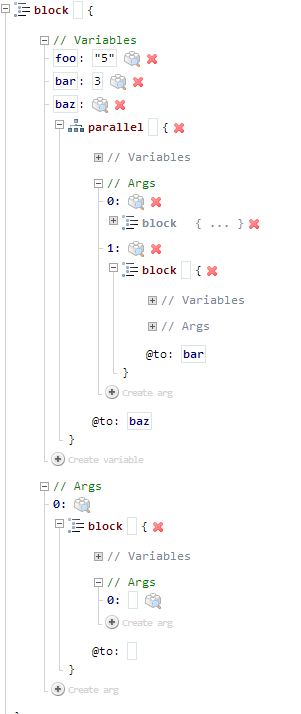 block {
// Variables
foo: "5"
bar: 3
baz:
parallel {
// Variables
// Args
0:
block { ... }
1:
block {
// Variables
// Args
@to: bar
}
Create arg
@to: baz
}
Create variable
// Args
0:
block {
// Variables
// Args
0:
Create arg
@to:
}
Create arg